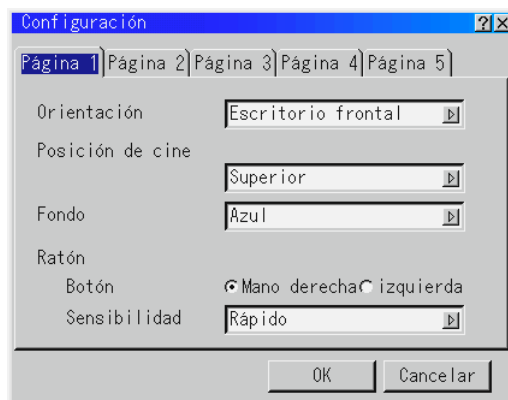 Configuración
Página 1 Página 2 Página 3 Página 4 Página 5
Orientación Escritorio frontal
Posición de cine
Superior
Fondo Azul
Ratón
Botón Mano derecha izquierda
Sensibilidad Rápido
OK Cancelar